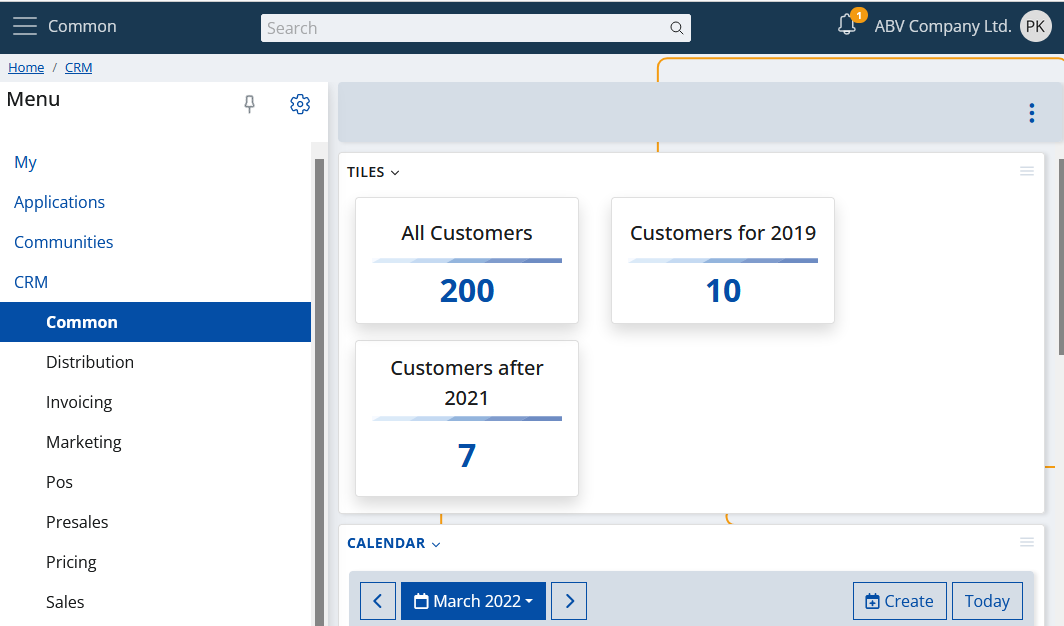 Common
Search
1
ABV Company Ltd.
PK
Home / CRM
Menu
My
Applications
Communities
CRM
Common
Distribution
Invoicing
Marketing
Pos
Presales
Pricing
Sales
TILES
All Customers
200
Customers for 2019
10
Customers after
2021
7
CALENDAR
March 2022
Create
Today